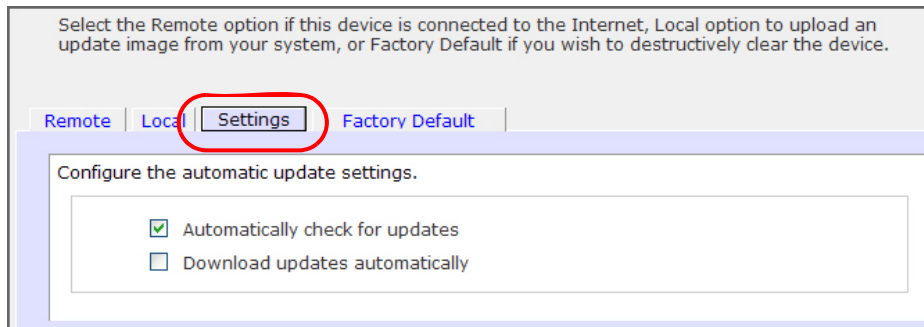 Select the Remote option if this device is connected to the Internet, Local option to upload an
update image from your system, or Factory Default if you wish to destructively clear the device.
Remote Local Settings Factory Default
Configure the automatic update settings.
Automatically check for updates
Download updates automatically